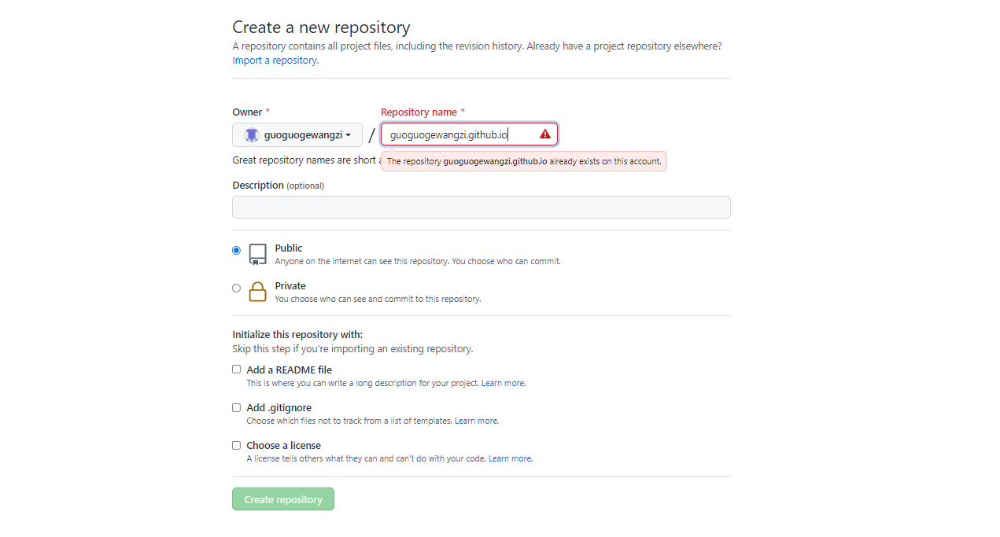 Create a new repository
A repository contains all project files, including the revision history. Already have a project repository elsewhere?
Import a repository.
Owner *
Repository name *
guoguogewangzi
/
guoguogewangzi.github.io
Great repository names are short
The repository guoguogewangzi.github.io already exists on this account.
Description (optional)
Public
Anyone on the internet can see this repository. You choose who can commit.
Private
You choose who can see and commit to this repository.
Initialize this repository with:
Skip this step if you’re importing an existing repository.
Add a README file
This is where you can write a long description for your project. Learn more.
Add .gitignore
Choose which files not to track from a list of templates. Learn more.
Choose a license
A license tells others what they can and can't do with your code. Learn more.
Create repository